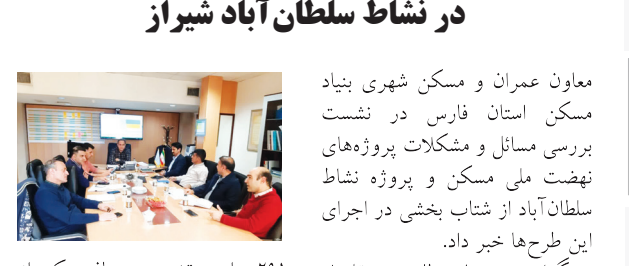 در نشاط سلطان‌آباد شیراز
معاون عمران و مسکن شهری بنیاد
مسکن استان فارس در نشست
بررسی مسائل و مشکلات پروژه‌های
نهضت ملی مسکن و پروژه نشاط
سلطان‌آباد از شتاب بخشی در اجرای
این طرح‌ها خبر داد.